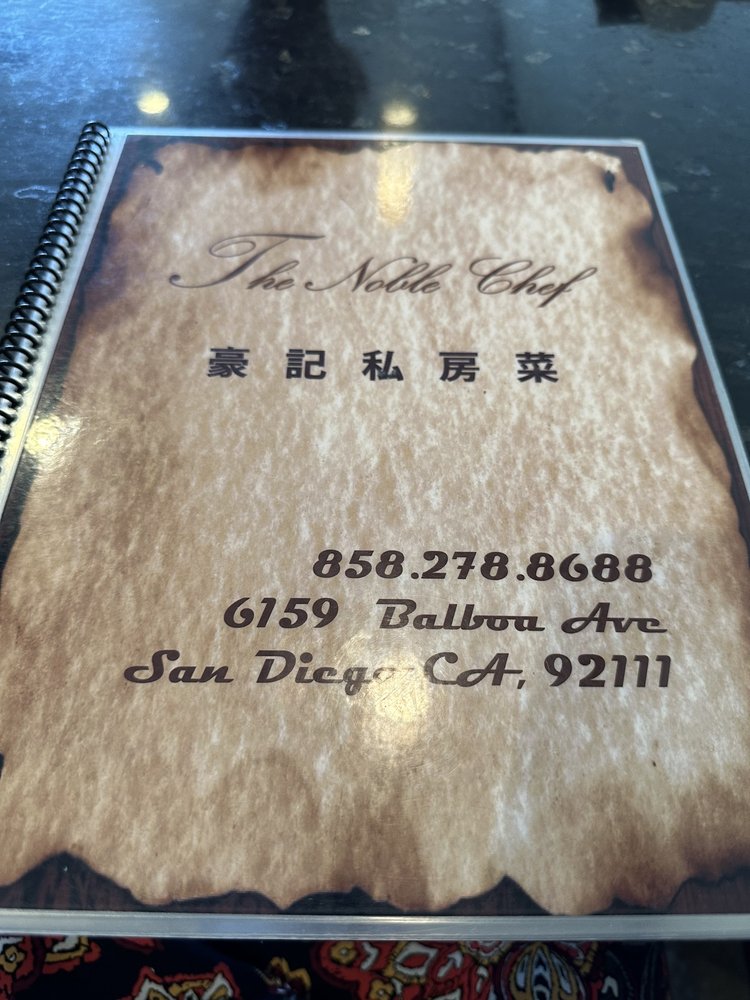 The Noble Chef
豪記私房菜
858.278.8688
6159 Balboa Ave
San Diego CA, 92111